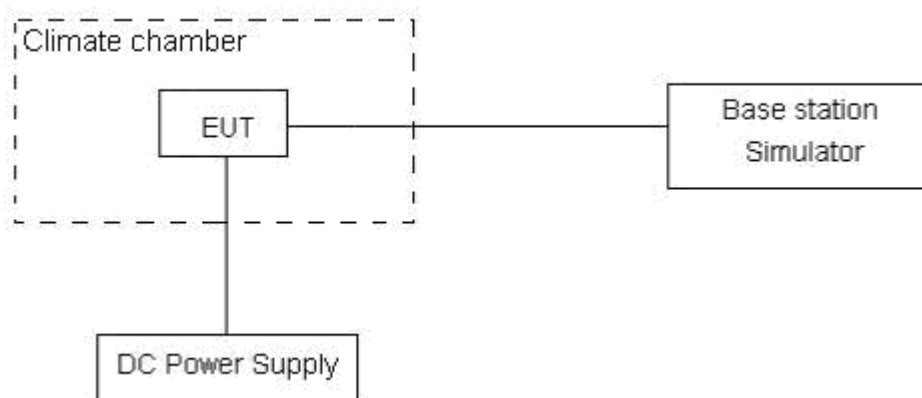 Climate chamber
EUT
Base station
Simulator
DC Power Supply